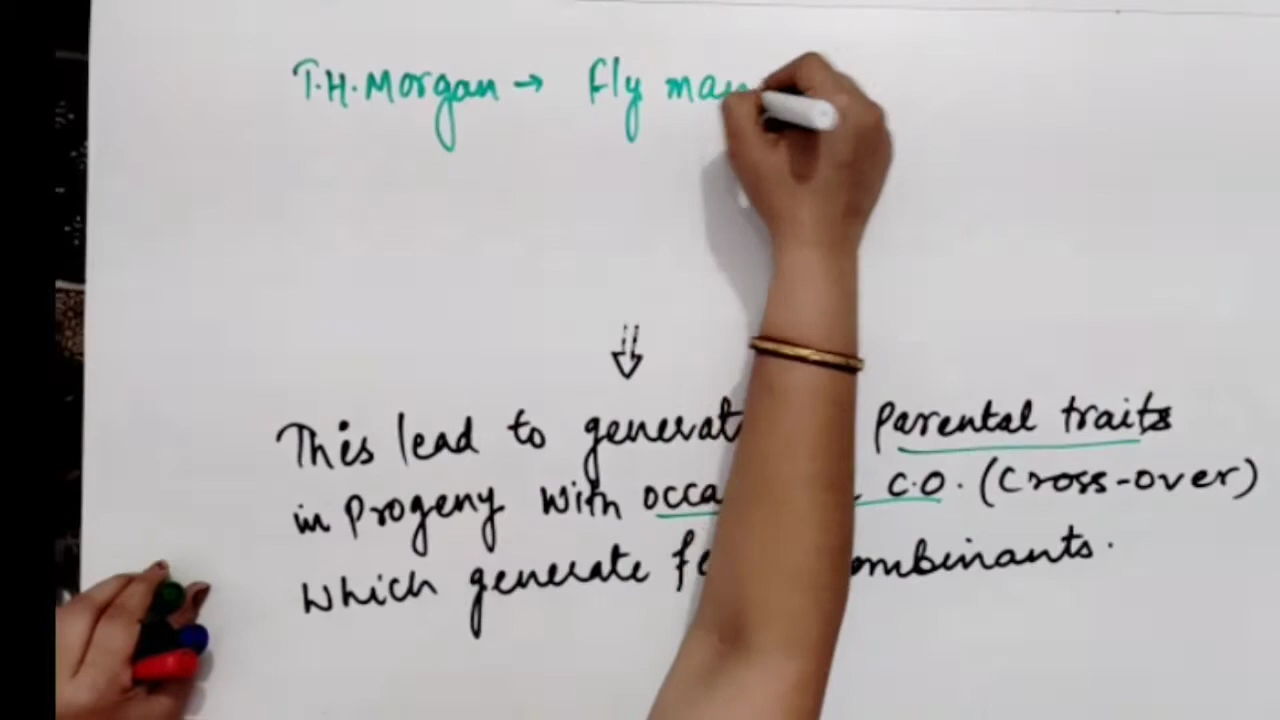 T.H.Morgan → Fly
This lead to generat parental traits
in Progeny with occa C.O. (Cross-over)
Which generate fe ombinants.